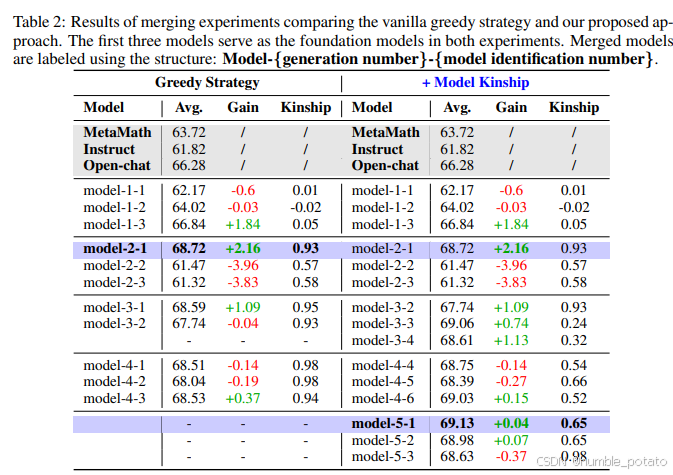 Table 2: Results of merging experiments comparing the vanilla greedy strategy and our proposed ap-
proach. The first three models serve as the foundation models in both experiments. Merged models
are labeled using the structure: Model-{generation number}-{model identification number}.
Greedy Strategy + Model Kinship
Model Avg. Gain Kinship Model Avg. Gain Kinship
MetaMath 63.72 / / MetaMath 63.72 / /
Instruct 61.82 / / Instruct 61.82 / /
Open-chat 66.28 / / Open-chat 66.28 / /
model-1-1 62.17 -0.6 0.01 model-1-1 62.17 -0.6 0.01
model-1-2 64.02 -0.03 -0.02 model-1-2 64.02 -0.03 -0.02
model-1-3 66.84 +1.84 0.05 model-1-3 66.84 +1.84 0.05
model-2-1 68.72 +2.16 0.93 model-2-1 68.72 +2.16 0.93
model-2-2 61.47 -3.96 0.57 model-2-2 61.47 -3.96 0.57
model-2-3 61.32 -3.83 0.58 model-2-3 61.32 -3.83 0.58
model-3-1 68.59 +1.09 0.95 model-3-2 67.74 +1.09 0.93
model-3-2 67.74 -0.04 0.93 model-3-3 69.06 +0.74 0.24
- - - model-3-4 68.61 +1.13 0.32
model-4-1 68.51 -0.14 0.98 model-4-4 68.75 -0.14 0.54
model-4-2 68.04 -0.19 0.98 model-4-5 68.39 -0.27 0.66
model-4-3 68.53 +0.37 0.94 model-4-6 69.03 +0.15 0.52
- - - model-5-1 69.13 +0.04 0.65
- - - model-5-2 68.98 +0.07 0.65
- - - model-5-3 68.63 -0.37 0.98
CSDN @humble_potato